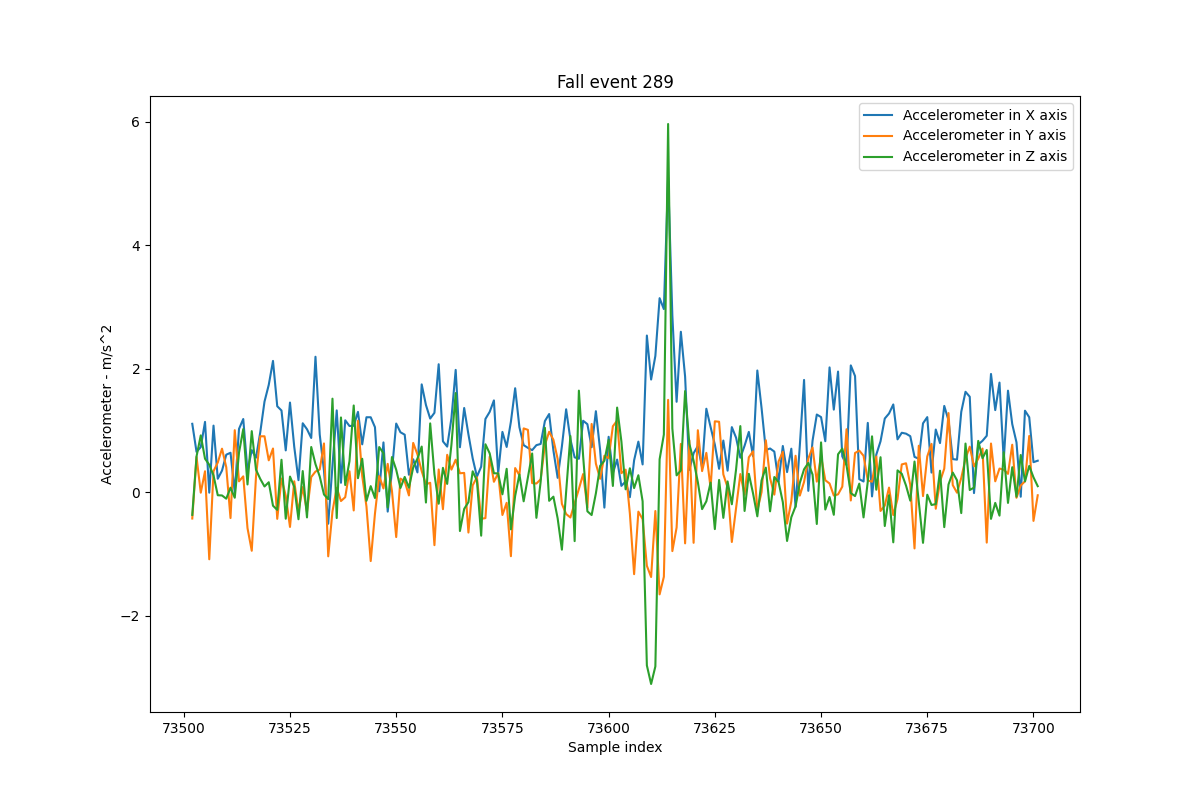 Fall event 289
Accelerometer in X axis
Accelerometer in Y axis
Accelerometer in Z axis
6
4
2
0
−2
Accelerometer - m/s^2
73500 73525 73550 73575 73600 73625 73650 73675 73700
Sample index